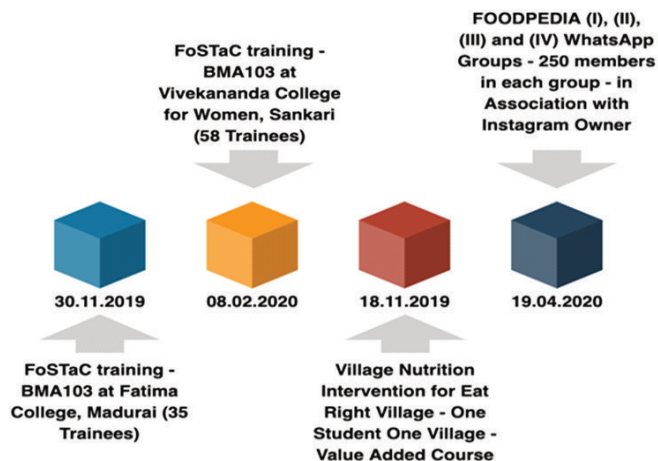 FOODPEDIA (I), (II),
(III) and (IV) WhatsApp
Groups - 250 members
in each group - in
Association with
Instagram Owner
FoSTaC training -
BMA103 at
Vivekananda College
for Women, Sankari
(58 Trainees)
30.11.2019
08.02.2020
18.11.2019
19.04.2020
FoSTaC training -
BMA103 at Fatima
College, Madurai (35
Trainees)
Village Nutrition
Intervention for Eat
Right Village - One
Student One Village -
Value Added Course